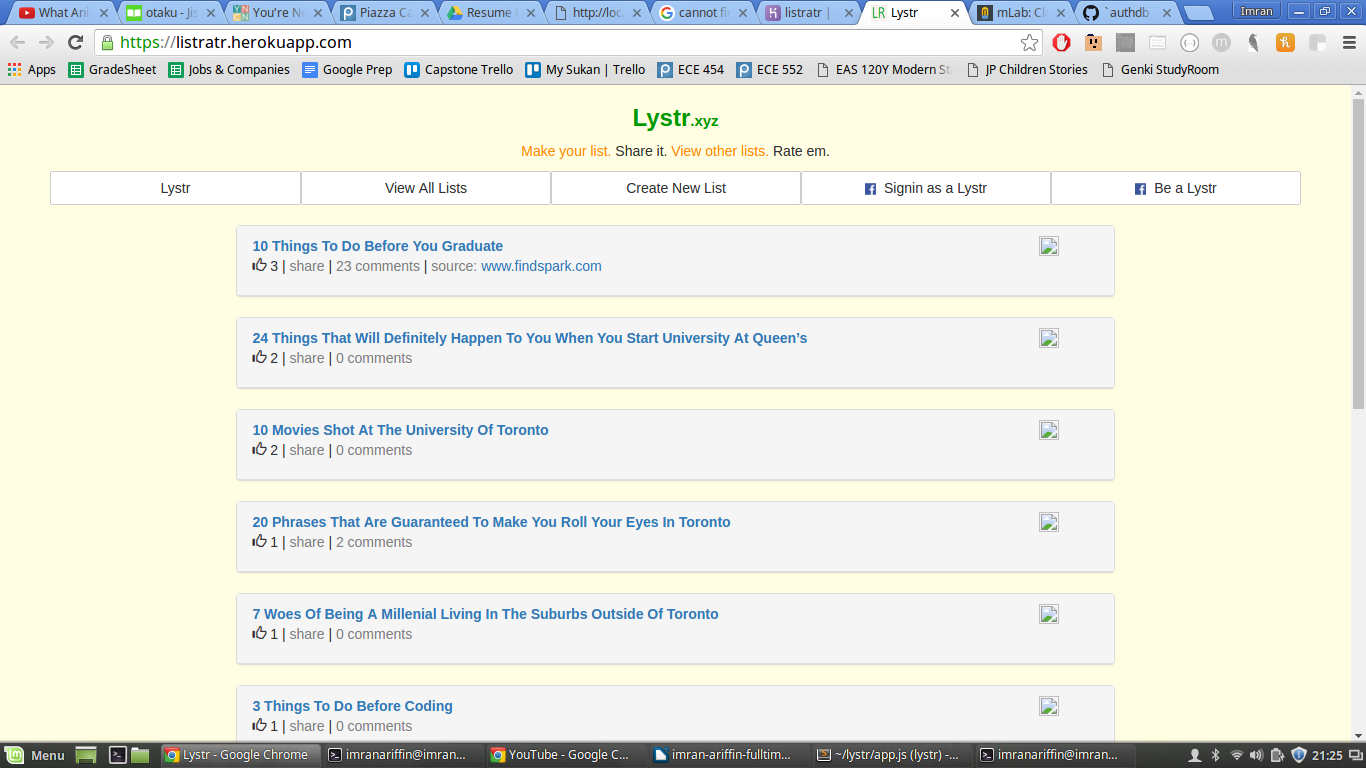 What Ani
otaku - Jis
You're Ne
Piazza Ca
Resume
http://loc
cannot fi
listratr |
Lystr
mLab: Cl
`authdb`
Imran
https://listratr.herokuapp.com
Apps GradeSheet Jobs & Companies Google Prep Capstone Trello My Sukan | Trello ECE 454 ECE 552 EAS 120Y Modern St JP Children Stories Genki StudyRoom
Lystr.xyz
Make your list. Share it. View other lists. Rate em.
Lystr View All Lists Create New List Signin as a Lystr Be a Lystr
10 Things To Do Before You Graduate
3 | share | 23 comments | source: www.findspark.com
24 Things That Will Definitely Happen To You When You Start University At Queen’s
2 | share | 0 comments
10 Movies Shot At The University Of Toronto
2 | share | 0 comments
20 Phrases That Are Guaranteed To Make You Roll Your Eyes In Toronto
1 | share | 2 comments
7 Woes Of Being A Millenial Living In The Suburbs Outside Of Toronto
1 | share | 0 comments
3 Things To Do Before Coding
1 | share | 0 comments
Menu Lystr - Google Chrome imranariffin@imran... YouTube - Google C... imran-ariffin-fulltim... ~/lystr/app.js (lystr) -... imranariffin@imran... 21:25